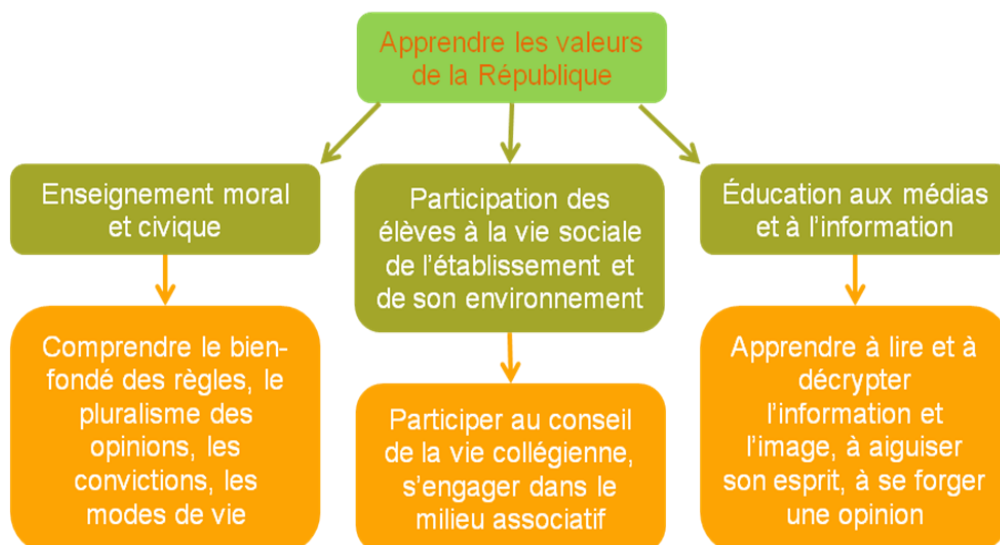 Apprendre les valeurs
de la République
Enseignement moral
et civique
Participation des
élèves à la vie sociale
de l'établissement et
de son environnement
Éducation aux médias
et à l'information
Comprendre le bien-
fondé des règles, le
pluralisme des
opinions, les
convictions, les
modes de vie
Participer au conseil
de la vie collégienne,
s'engager dans le
milieu associatif
Apprendre à lire et à
décrypter
l'information et
l'image, à aiguiser
son esprit, à se forger
une opinion